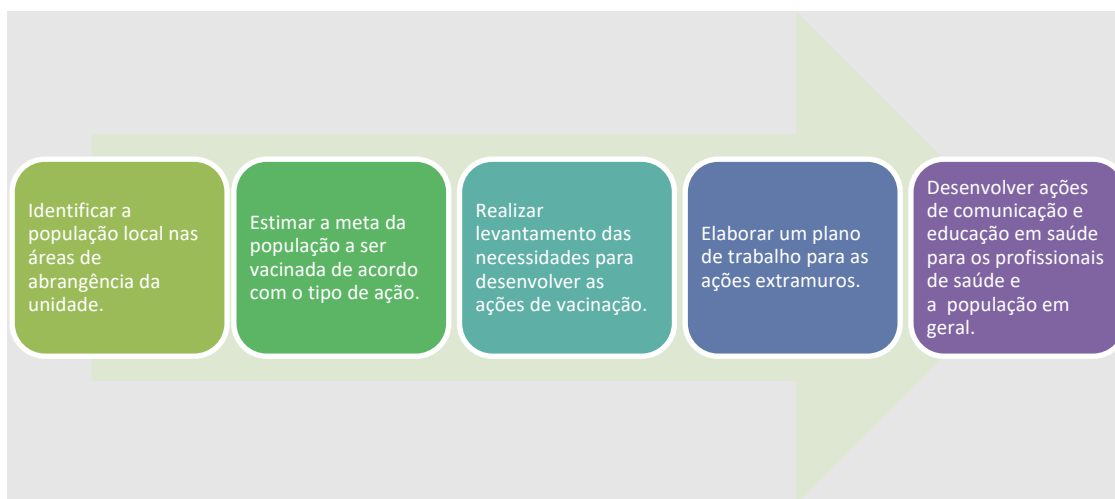 Identificar a
população local nas
áreas de
abrangência da
unidade.
Estimar a meta da
população a ser
vacinada de acordo
com o tipo de ação.
Realizar
levantamento das
necessidades para
desenvolver as
ações de vacinação.
Elaborar um plano
de trabalho para as
ações extramuros.
Desenvolver ações
de comunicação e
educação em saúde
para os profissionais
de saúde e
a população em
geral.